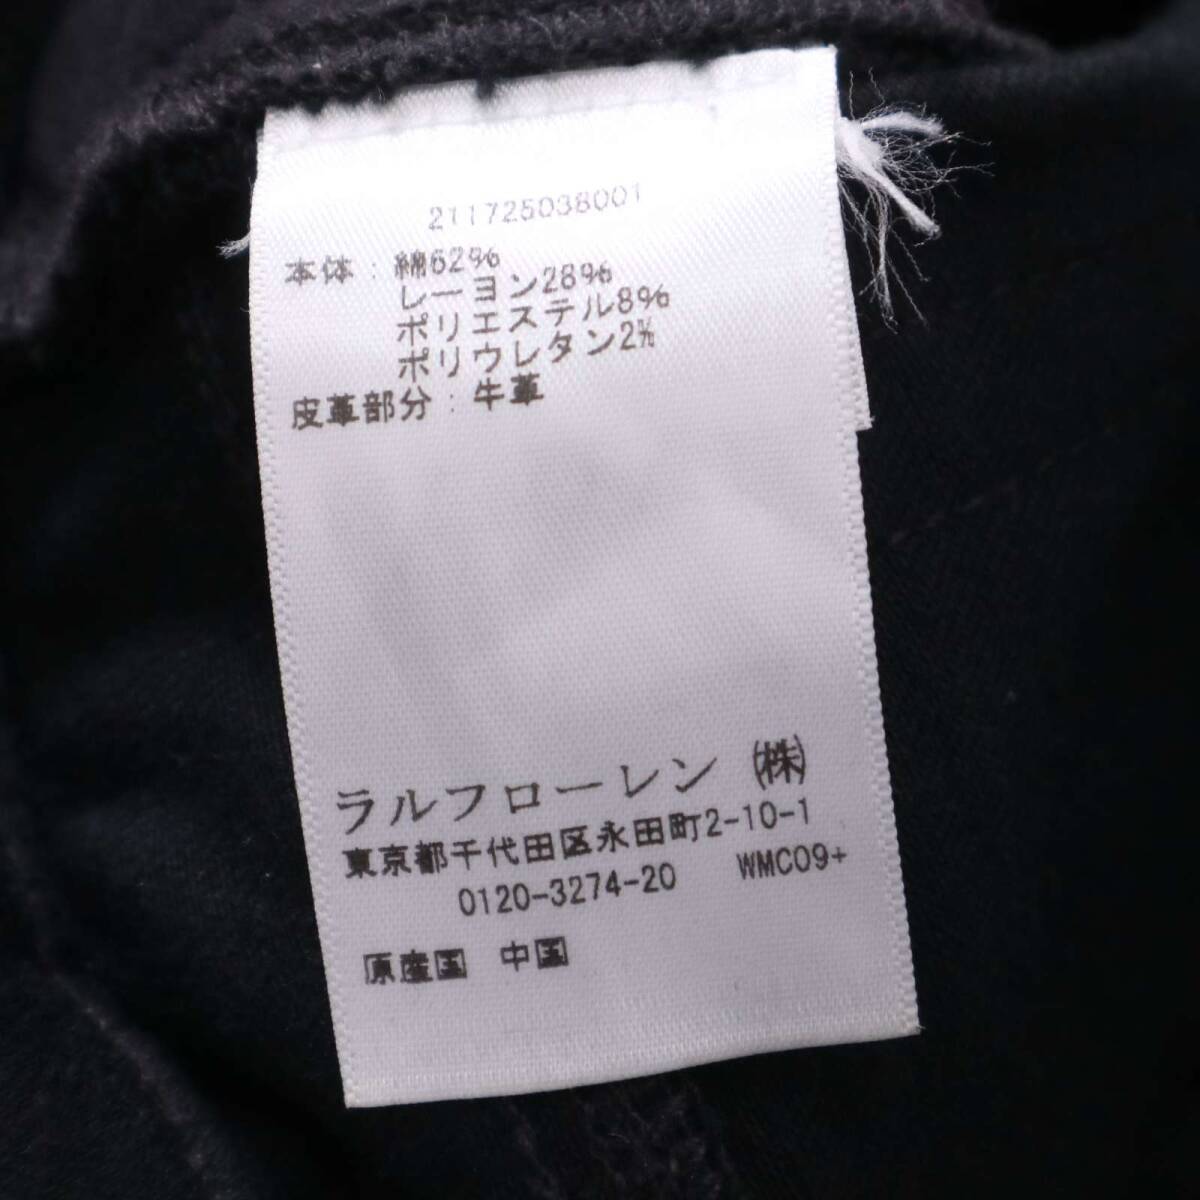 211725038001
本体：綿62%
レーヨン28%
ポリエステル8%
ポリウレタン2%
皮革部分：牛革
ラルフローレン ㈱
東京都千代田区永田町2-10-1
0120-3274-20 WMC09+
原産国 中国